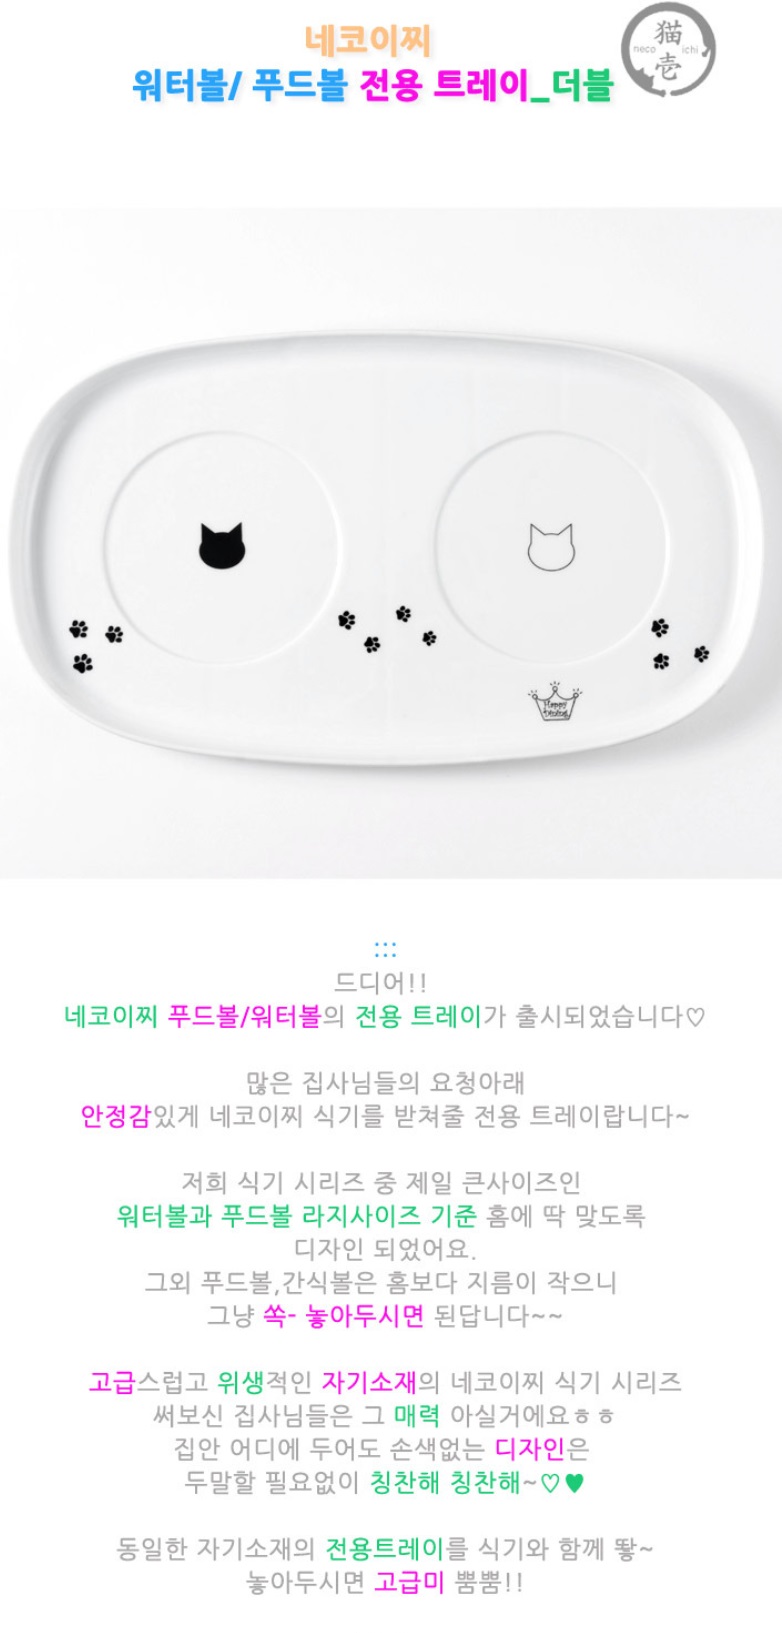 네코이찌
워터볼/ 푸드볼 전용 트레이_더블
猫壱
neco ichi
Happy
Dining
:::
드디어!!
네코이찌 푸드볼/워터볼의 전용 트레이가 출시되었습니다♡
많은 집사님들의 요청아래
안정감있게 네코이찌 식기를 받쳐줄 전용 트레이랍니다~
저희 식기 시리즈 중 제일 큰사이즈인
워터볼과 푸드볼 라지사이즈 기준 홈에 딱 맞도록
디자인 되었어요.
그외 푸드볼,간식볼은 홈보다 지름이 작으니
그냥 쏙- 놓아두시면 된답니다~~
고급스럽고 위생적인 자기소재의 네코이찌 식기 시리즈
써보신 집사님들은 그 매력 아실거에요ㅎㅎ
집안 어디에 두어도 손색없는 디자인은
두말할 필요없이 칭찬해 칭찬해~♡♥
동일한 자기소재의 전용트레이를 식기와 함께 뙇~
놓아두시면 고급미 뿜뿜!!